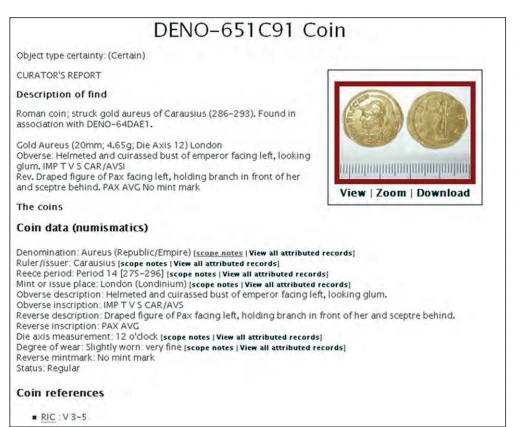 DENO-651C91 Coin
Object type certainty: (Certain)
CURATOR'S REPORT
Description of find
Roman coin; struck gold aureus of Carausius (286-293). Found in
association with DENO-64DAE1.
Gold Aureus (20mm; 4.65g; Die Axis 12) London
Obverse: Helmeted and cuirassed bust of emperor facing left, looking
glum. IMP T V S CAR/AVSI
Rev. Draped figure of Pax facing left, holding branch in front of her
and sceptre behind. PAX AVG No mint mark
View | Zoom | Download
The coins
Coin data (numismatics)
Denomination: Aureus (Republic/Empire) [scope notes | View all attributed records]
Ruler/issuer: Carausius [scope notes | View all attributed records]
Reece period: Period 14 [275-296] [scope notes | View all attributed records]
Mint or issue place: London (Londinium) [scope notes | View all attributed records]
Obverse description: Helmeted and cuirassed bust of emperor facing left, looking glum.
Obverse inscription: IMP T V S CAR/AVS
Reverse description: Draped figure of Pax facing left, holding branch in front of her and sceptre behind.
Reverse inscription: PAX AVG
Die axis measurement: 12 o'clock [scope notes | View all attributed records]
Degree of wear: Slightly worn: very fine [scope notes | View all attributed records]
Reverse mintmark: No mint mark
Status: Regular
Coin references
▪ RIC : V 3-5